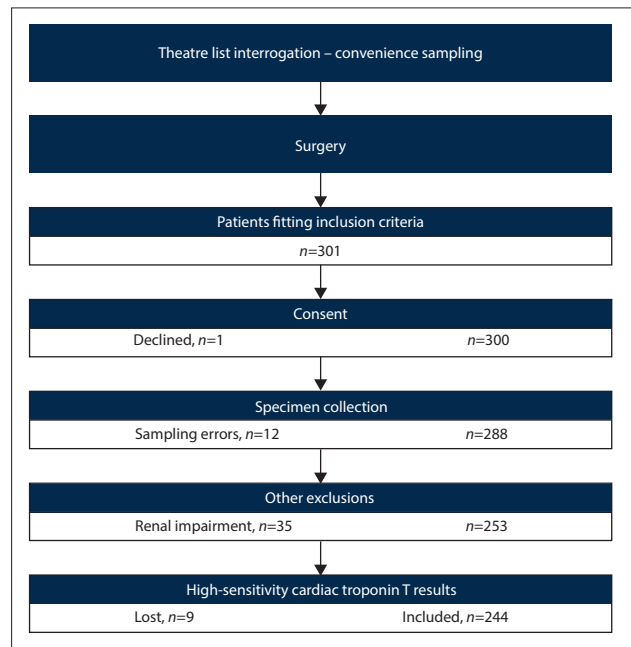 Theatre list interrogation – convenience sampling
Surgery
Patients fitting inclusion criteria
n=301
Consent
Declined, n=1 n=300
Specimen collection
Sampling errors, n=12 n=288
Other exclusions
Renal impairment, n=35 n=253
High-sensitivity cardiac troponin T results
Lost, n=9 Included, n=244